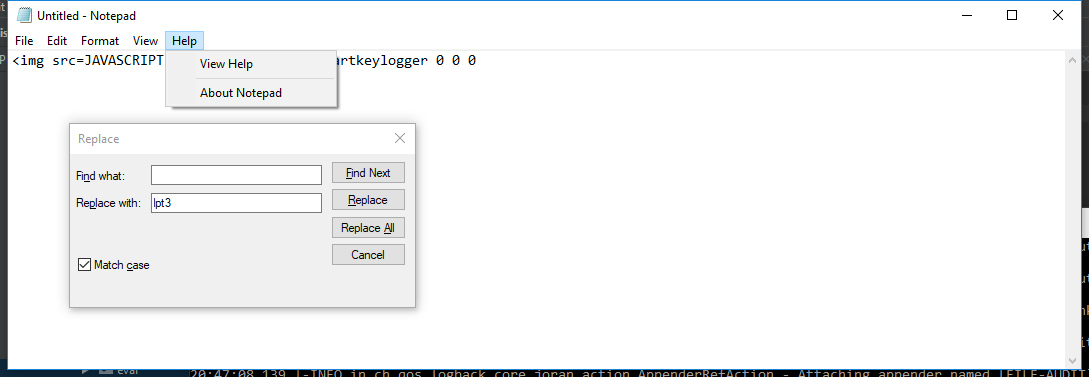 Untitled - Notepad
File Edit Format View Help
<img src=JAVASCRIPT artkeylogger 0 0 0
View Help
About Notepad
Replace
Find what:
Find Next
Replace with:
lpt3
Replace
Replace All
Match case
Cancel
eval
20:47:08,139 |-INFO in ch.qos.logback.core.joran.action.AppenderRefAction - Attaching appender named [FILE-AUDIT